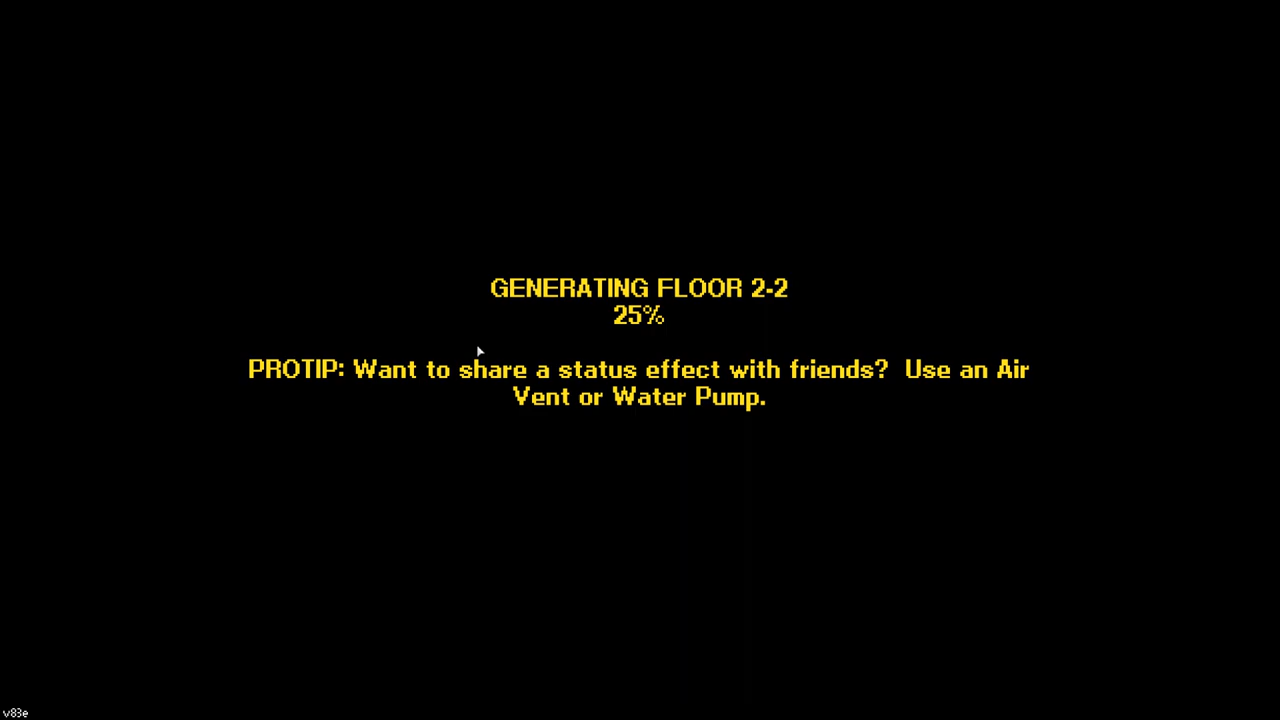 GENERATING FLOOR 2-2
25%
PROTIP: Want to share a status effect with friends?  Use an Air
Vent or Water Pump.
v83e